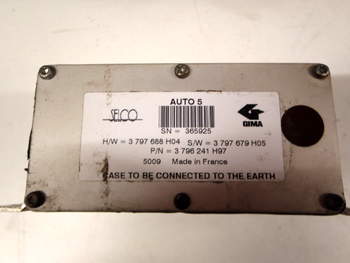 SELCO
AUTO 5
GIMA
SN = 365925
H/W = 3 797 688 H04 S/W = 3 797 679 H05
P/N = 3 796 241 H97
5009 Made in France
CASE TO BE CONNECTED TO THE EARTH